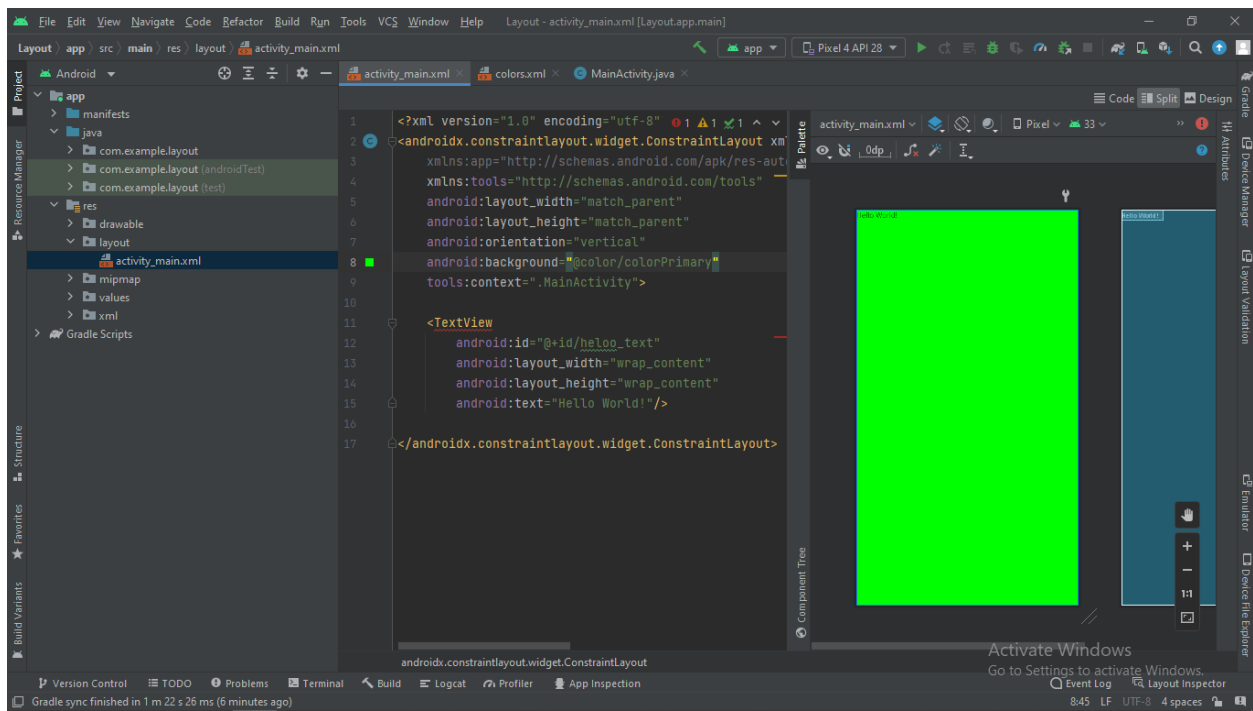 File Edit View Navigate Code Refactor Build Run Tools VCS Window Help Layout - activity_main.xml [Layout.app.main]
Layout app src main res layout activity_main.xml app Pixel 4 API 28
Project
Android
activity_main.xml colors.xml MainActivity.java
Gradle
app
manifests
java
com.example.layout
com.example.layout (androidTest)
com.example.layout (test)
res
drawable
layout
activity_main.xml
mipmap
values
xml
Gradle Scripts
Resource Manager
Structure
Favorites
Build Variants
Code Split Design
1 <?xml version="1.0" encoding="utf-8" 1 1 1
2 <androidx.constraintlayout.widget.ConstraintLayout xm
3 xmlns:app="http://schemas.android.com/apk/res-aut
4 xmlns:tools="http://schemas.android.com/tools"
5 android:layout_width="match_parent"
6 android:layout_height="match_parent"
7 android:orientation="vertical"
8 android:background="@color/colorPrimary"
9 tools:context=".MainActivity">
10
11 <TextView
12 android:id="@+id/heloo_text"
13 android:layout_width="wrap_content"
14 android:layout_height="wrap_content"
15 android:text="Hello World!"/>
16
17 </androidx.constraintlayout.widget.ConstraintLayout>
androidx.constraintlayout.widget.ConstraintLayout
Palette
activity_main.xml Pixel 33
0dp
Hello World!
Hello World!
Component Tree
1:1
Attributes
Device Manager
Layout Validation
Emulator
Device File Explorer
Activate Windows
Go to Settings to activate Windows.
Version Control TODO Problems Terminal Build Logcat Profiler App Inspection Event Log Layout Inspector
Gradle sync finished in 1 m 22 s 26 ms (6 minutes ago) 8:45 LF UTF-8 4 spaces